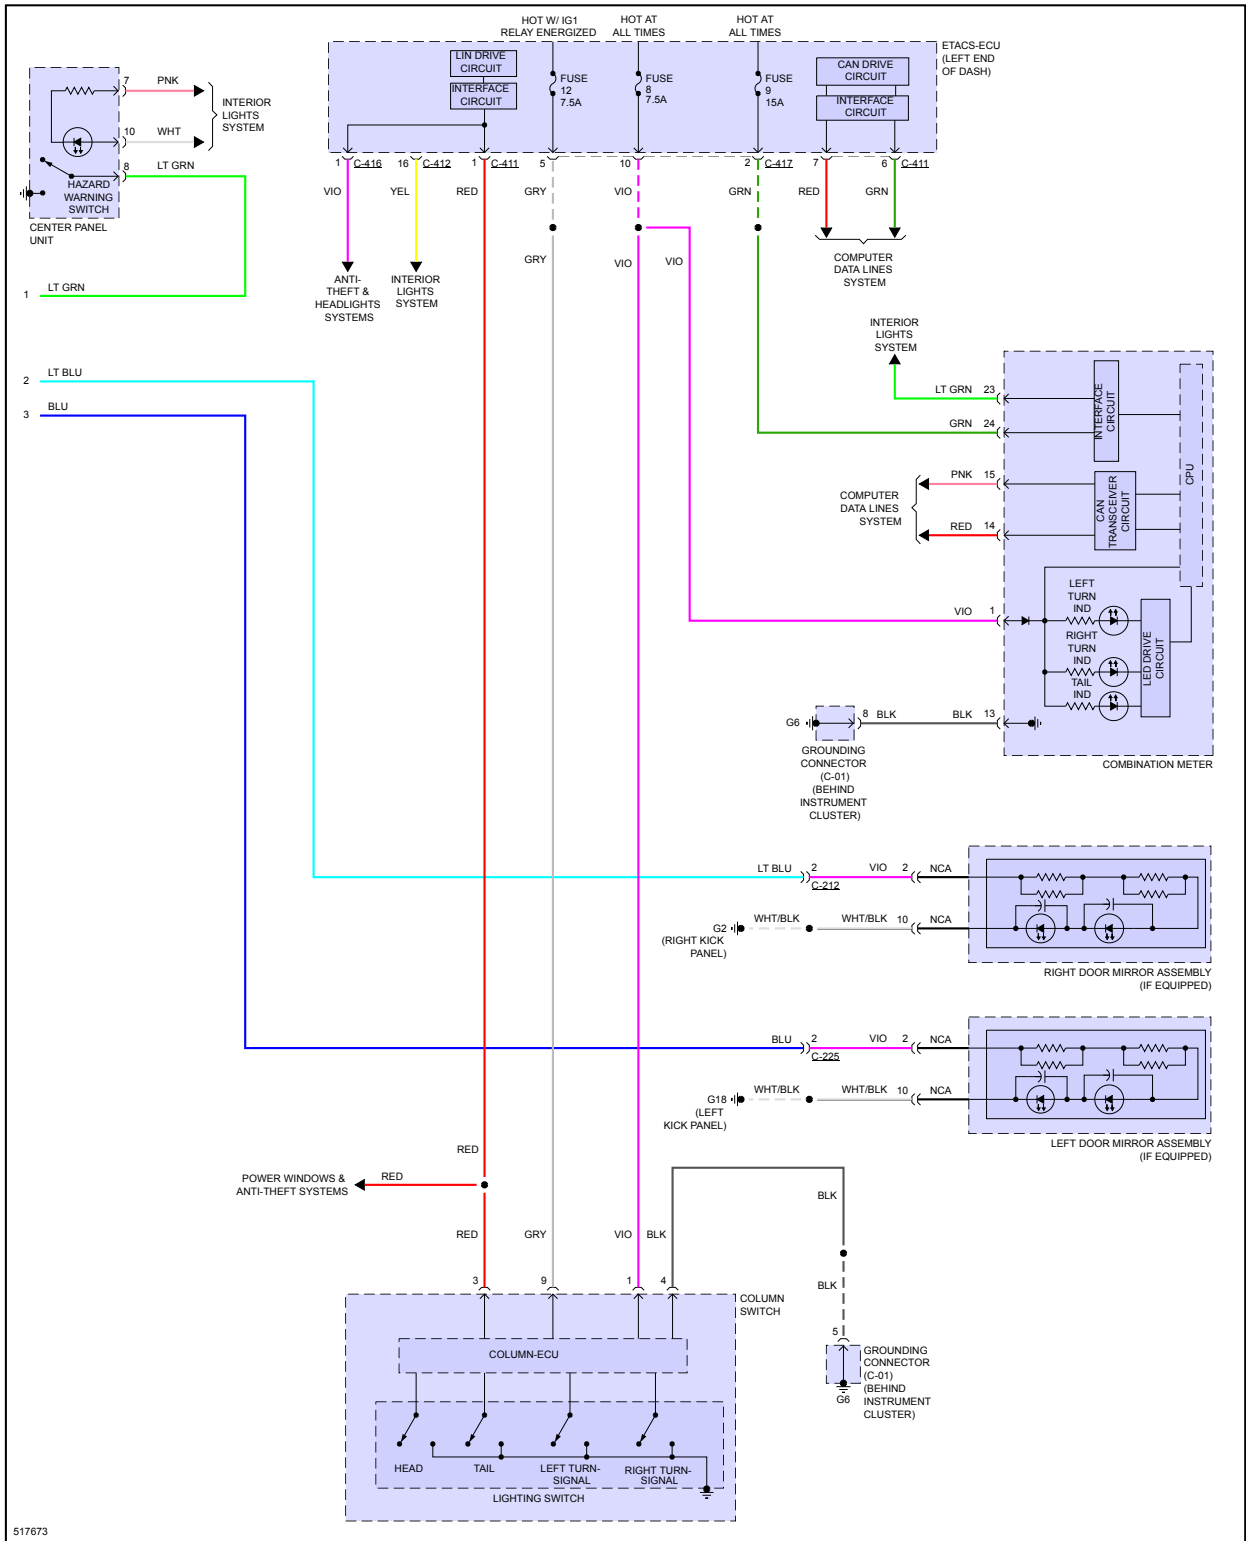 HOT W/ IG1
RELAY ENERGIZED
HOT AT
ALL TIMES
HOT AT
ALL TIMES
ETACS-ECU
(LEFT END
OF DASH)
LIN DRIVE
CIRCUIT
INTERFACE
CIRCUIT
FUSE
12
7.5A
FUSE
8
7.5A
FUSE
9
15A
CAN DRIVE
CIRCUIT
INTERFACE
CIRCUIT
7
PNK
10
WHT
8
LT GRN
INTERIOR
LIGHTS
SYSTEM
HAZARD
WARNING
SWITCH
CENTER PANEL
UNIT
1
C-416
16
C-412
1
C-411
5
10
2
C-417
7
6
C-411
VIO
YEL
RED
GRY
VIO
GRN
RED
GRN
GRY
VIO
VIO
ANTI-
THEFT &
HEADLIGHTS
SYSTEMS
INTERIOR
LIGHTS
SYSTEM
COMPUTER
DATA LINES
SYSTEM
1
LT GRN
2
LT BLU
3
BLU
INTERIOR
LIGHTS
SYSTEM
LT GRN
23
GRN
24
PNK
15
RED
14
COMPUTER
DATA LINES
SYSTEM
INTERFACE
CIRCUIT
CPU
CAN
TRANSCEIVER
CIRCUIT
VIO
1
LEFT
TURN
IND
RIGHT
TURN
IND
TAIL
IND
LED DRIVE
CIRCUIT
G6
8
BLK
BLK
13
GROUNDING
CONNECTOR
(C-01)
(BEHIND
INSTRUMENT
CLUSTER)
COMBINATION METER
LT BLU
2
C-212
VIO
2
NCA
G2
(RIGHT KICK
PANEL)
WHT/BLK
WHT/BLK
10
NCA
RIGHT DOOR MIRROR ASSEMBLY
(IF EQUIPPED)
BLU
2
C-225
VIO
2
NCA
G18
(LEFT
KICK PANEL)
WHT/BLK
WHT/BLK
10
NCA
LEFT DOOR MIRROR ASSEMBLY
(IF EQUIPPED)
RED
POWER WINDOWS &
ANTI-THEFT SYSTEMS
RED
RED
GRY
VIO
BLK
BLK
BLK
3
9
1
4
COLUMN
SWITCH
COLUMN-ECU
5
GROUNDING
CONNECTOR
(C-01)
(BEHIND
INSTRUMENT
CLUSTER)
G6
HEAD
TAIL
LEFT TURN-
SIGNAL
RIGHT TURN-
SIGNAL
LIGHTING SWITCH
517673